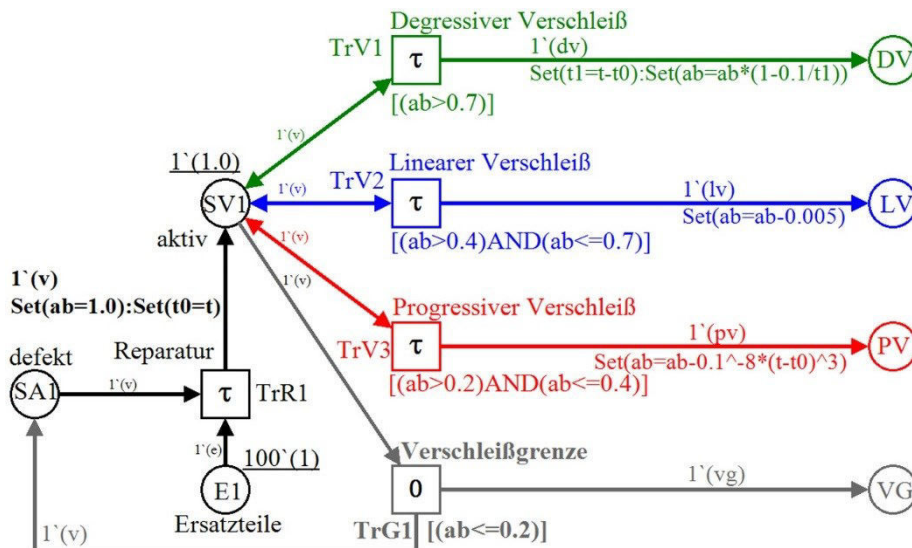 Degressiver Verschleiß
TrV1
τ
1`(dv)
DV
Set(t1=t-t0):Set(ab=ab*(1-0.1/t1))
[(ab>0.7)]
1`(v)
1`(1.0)
Linearer Verschleiß
SV1
1`(v)
TrV2
τ
1`(lv)
LV
Set(ab=ab-0.005)
aktiv
1`(v)
[(ab>0.4)AND(ab<=0.7)]
1`(v)
1`(v)
Set(ab=1.0):Set(t0=t)
Progressiver Verschleiß
TrV3
τ
1`(pv)
PV
Set(ab=ab-0.1^-8*(t-t0)^3)
[(ab>0.2)AND(ab<=0.4)]
defekt
Reparatur
SA1
1`(v)
τ
TrR1
1`(e)
100`(1)
E1
Ersatzteile
Verschleißgrenze
0
1`(vg)
VG
1`(v)
TrG1
[(ab<=0.2)]